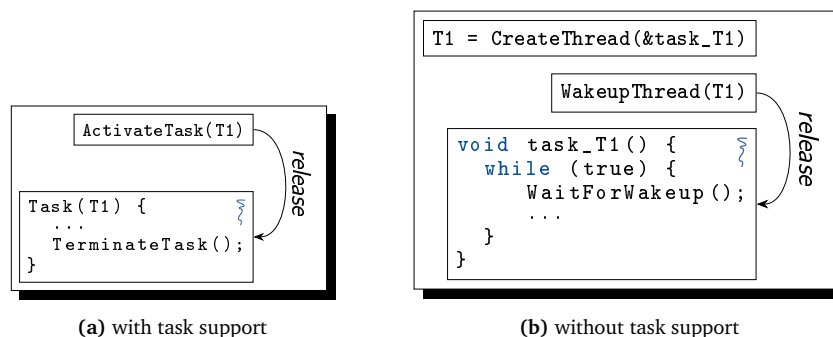 ActivateTask(T1)
release
Task(T1) {
...
TerminateTask();
}
(a) with task support
T1 = CreateThread(&task_T1)
WakeupThread(T1)
release
void task_T1() {
while (true) {
WaitForWakeup();
...
}
}
(b) without task support